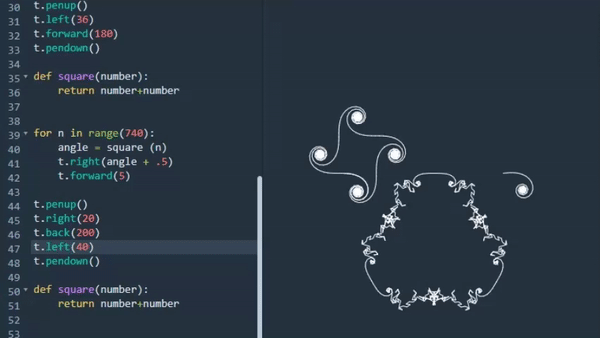 30 t.penup()
31 t.left(36)
32 t.forward(180)
33 t.pendown()
34
35 def square(number):
36 return number+number
37
38
39 for n in range(740):
40 angle = square (n)
41 t.right(angle + .5)
42 t.forward(5)
43
44 t.penup()
45 t.right(20)
46 t.back(200)
47 t.left(40)
48 t.pendown()
49
50 def square(number):
51 return number+number
52
53